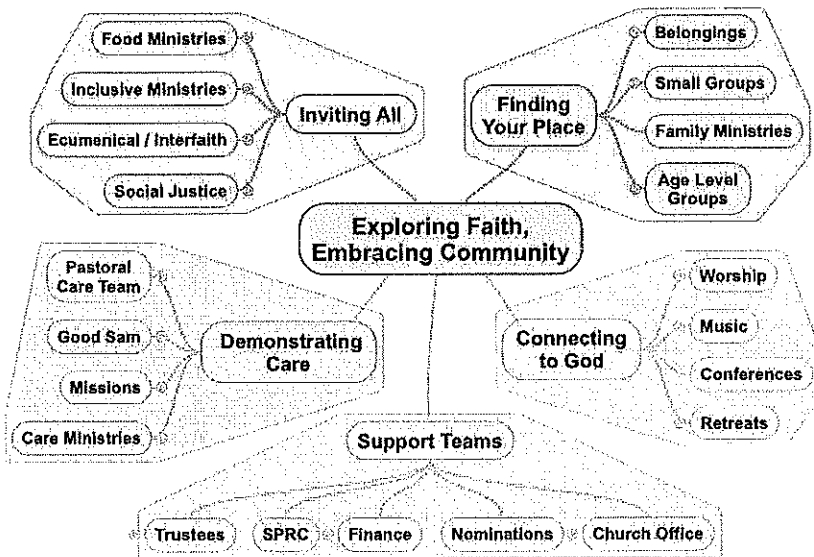 Food Ministries
Inclusive Ministries
Ecumenical / Interfaith
Social Justice
Inviting All
Finding
Your Place
Belongings
Small Groups
Family Ministries
Age Level
Groups
Exploring Faith,
Embracing Community
Pastoral
Care Team
Good Sam
Missions
Care Ministries
Demonstrating
Care
Connecting
to God
Worship
Music
Conferences
Retreats
Support Teams
Trustees
SPRC
Finance
Nominations
Church Office